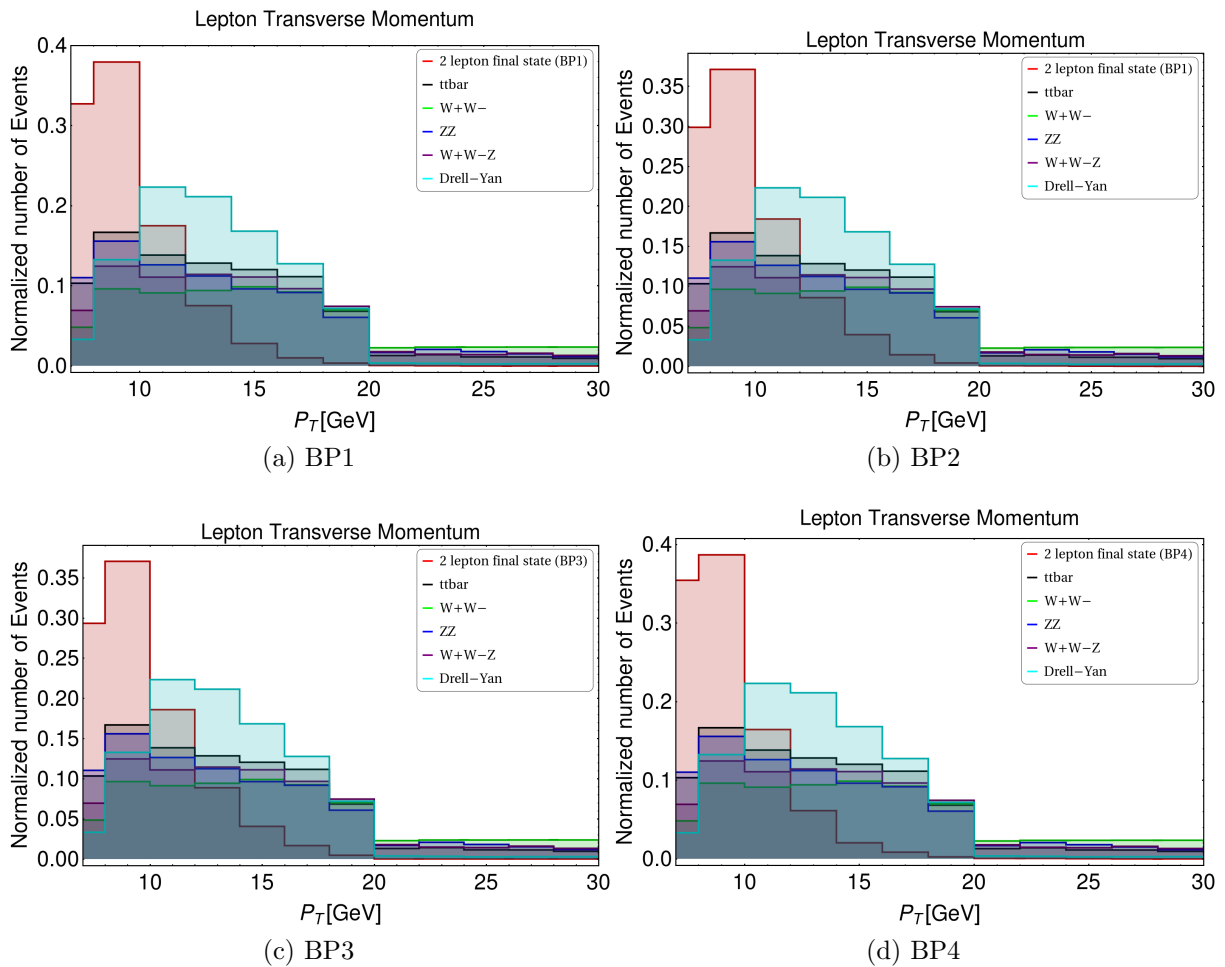 Lepton Transverse Momentum
0.4
0.3
0.2
0.1
0.0
Normalized number of Events
2 lepton final state (BP1)
ttbar
W+W−
ZZ
W+W−Z
Drell−Yan
10
15
20
25
30
P_T[GeV]
(a) BP1
Lepton Transverse Momentum
0.35
0.30
0.25
0.20
0.15
0.10
0.05
0.00
Normalized number of Events
2 lepton final state (BP1)
ttbar
W+W−
ZZ
W+W−Z
Drell−Yan
10
15
20
25
30
P_T[GeV]
(b) BP2
Lepton Transverse Momentum
0.35
0.30
0.25
0.20
0.15
0.10
0.05
0.00
Normalized number of Events
2 lepton final state (BP3)
ttbar
W+W−
ZZ
W+W−Z
Drell−Yan
10
15
20
25
30
P_T[GeV]
(c) BP3
Lepton Transverse Momentum
0.4
0.3
0.2
0.1
0.0
Normalized number of Events
2 lepton final state (BP4)
ttbar
W+W−
ZZ
W+W−Z
Drell−Yan
10
15
20
25
30
P_T[GeV]
(d) BP4